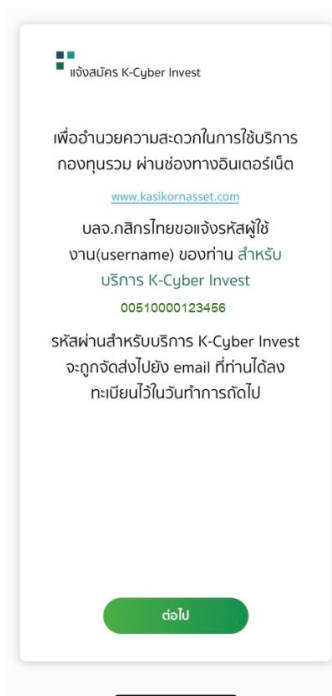 แจ้งสมัคร K-Cyber Invest
เพื่ออำนวยความสะดวกในการใช้บริการ
กองทุนรวม ผ่านช่องทางอินเตอร์เน็ต
www.kasikornasset.com
บลจ.กสิกรไทยขอแจ้งรหัสผู้ใช้
งาน(username) ของท่าน สำหรับ
บริการ K-Cyber Invest
00510000123456
รหัสผ่านสำหรับบริการ K-Cyber Invest
จะถูกจัดส่งไปยัง email ที่ท่านได้ลง
ทะเบียนไว้ในวันทำการถัดไป
ต่อไป